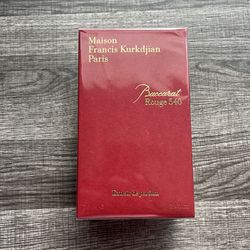 Maison
Francis Kurkdjian
Paris
Baccarat
Rouge 540
Extrait de parfum